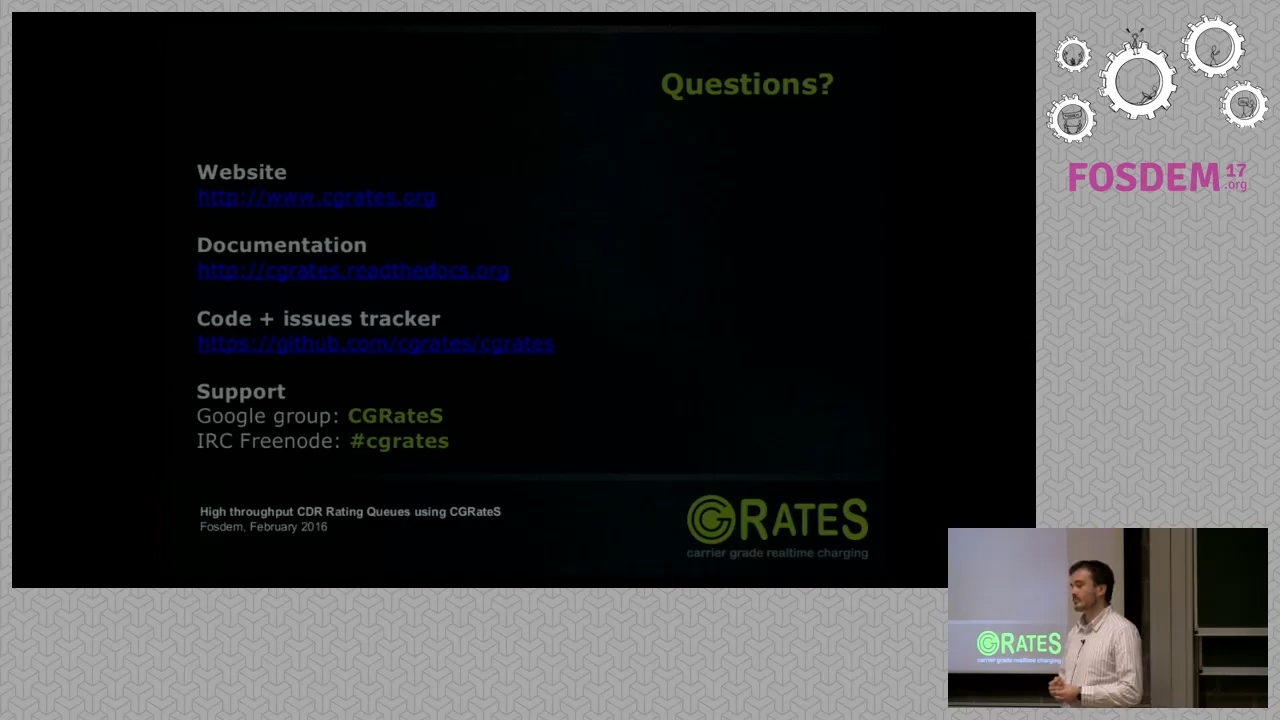 Questions?
Website
http://www.cgrates.org
Documentation
http://cgrates.readthedocs.org
Code + issues tracker
https://github.com/cgrates/cgrates
Support
Google group: CGRateS
IRC Freenode: #cgrates
High throughput CDR Rating Queues using CGRateS
Fosdem, February 2016
CGRATES
carrier grade realtime charging
FOSDEM 17
.org
CGRATES
carrier grade realtime charging